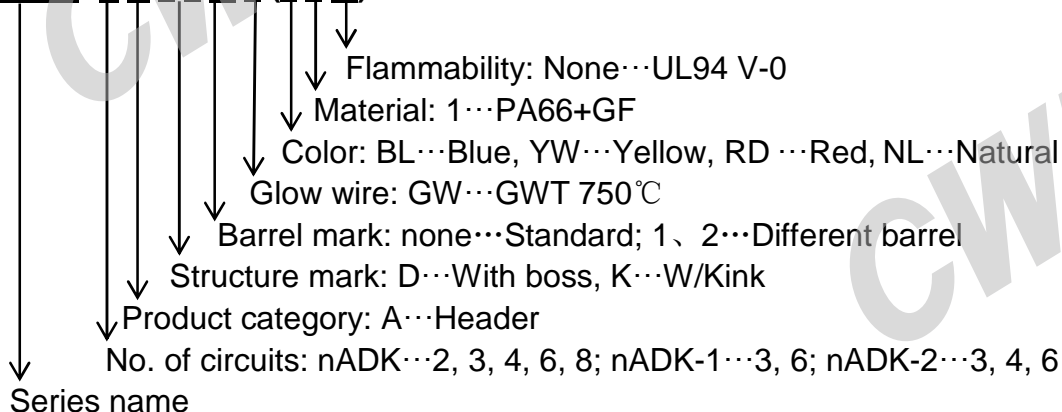 Flammability: None···UL94 V-0
Material: 1···PA66+GF
Color: BL···Blue, YW···Yellow, RD ···Red, NL···Natural
Glow wire: GW···GWT 750℃
Barrel mark: none···Standard; 1、2···Different barrel
Structure mark: D···With boss, K···W/Kink
Product category: A···Header
No. of circuits: nADK···2, 3, 4, 6, 8; nADK-1···3, 6; nADK-2···3, 4, 6
Series name